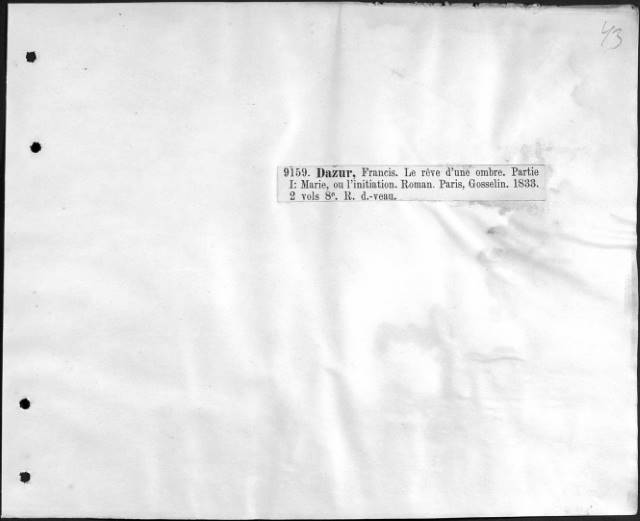 43
9159. Dazur, Francis. Le rêve d'une ombre. Partie
I: Marie, ou l'initiation. Roman. Paris, Gosselin. 1833.
2 vols 8º. R. d.-veau.